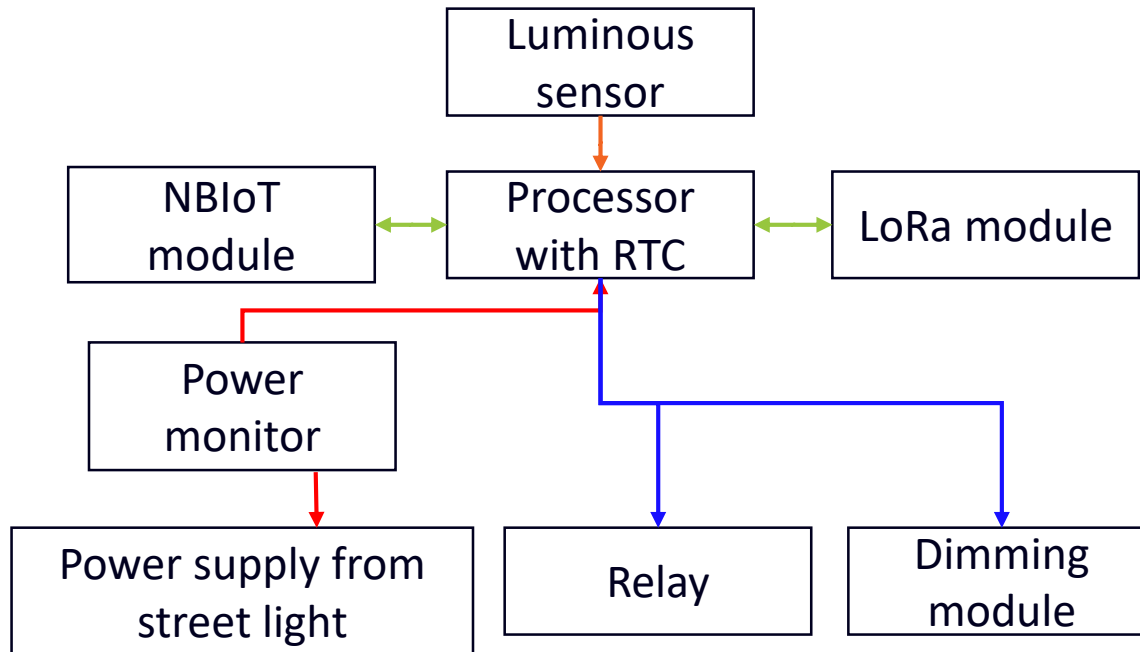 Luminous
sensor
NBIoT
module
Processor
with RTC
LoRa module
Power
monitor
Power supply from
street light
Relay
Dimming
module